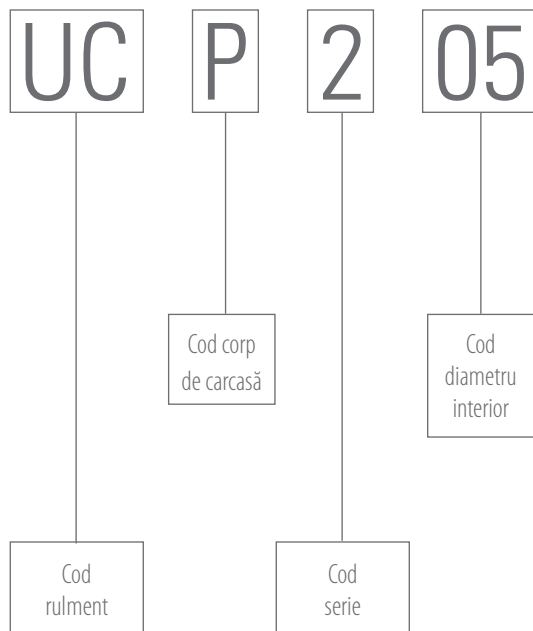 UC P 2 05
Cod corp
de carcasă
Cod
diametru
interior
Cod
rulment
Cod
serie